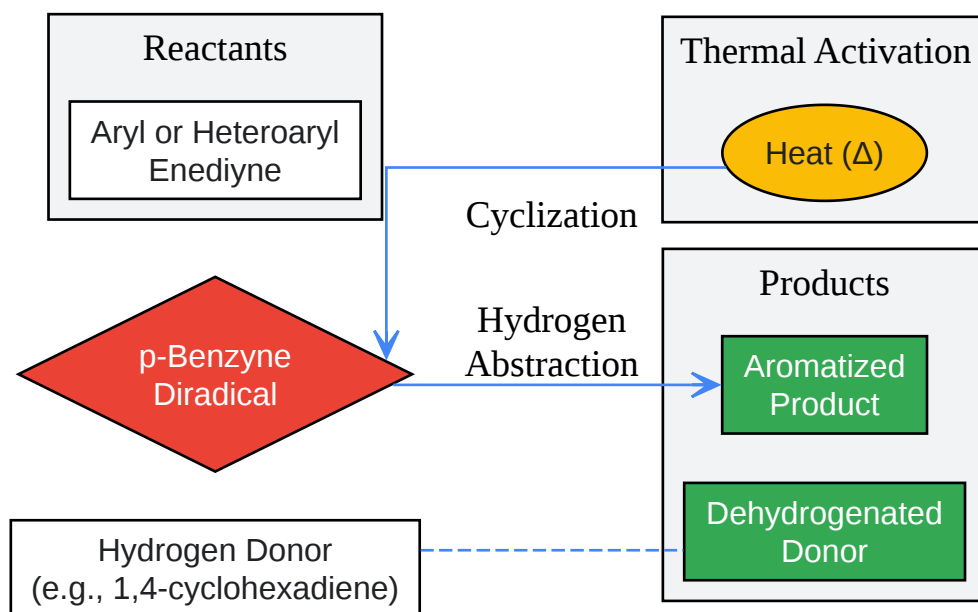 Reactants
Aryl or Heteroaryl
Enediyne
Thermal Activation
Heat (Δ)
Cyclization
p-Benzyne
Diradical
Hydrogen
Abstraction
Products
Aromatized
Product
Dehydrogenated
Donor
Hydrogen Donor
(e.g., 1,4-cyclohexadiene)